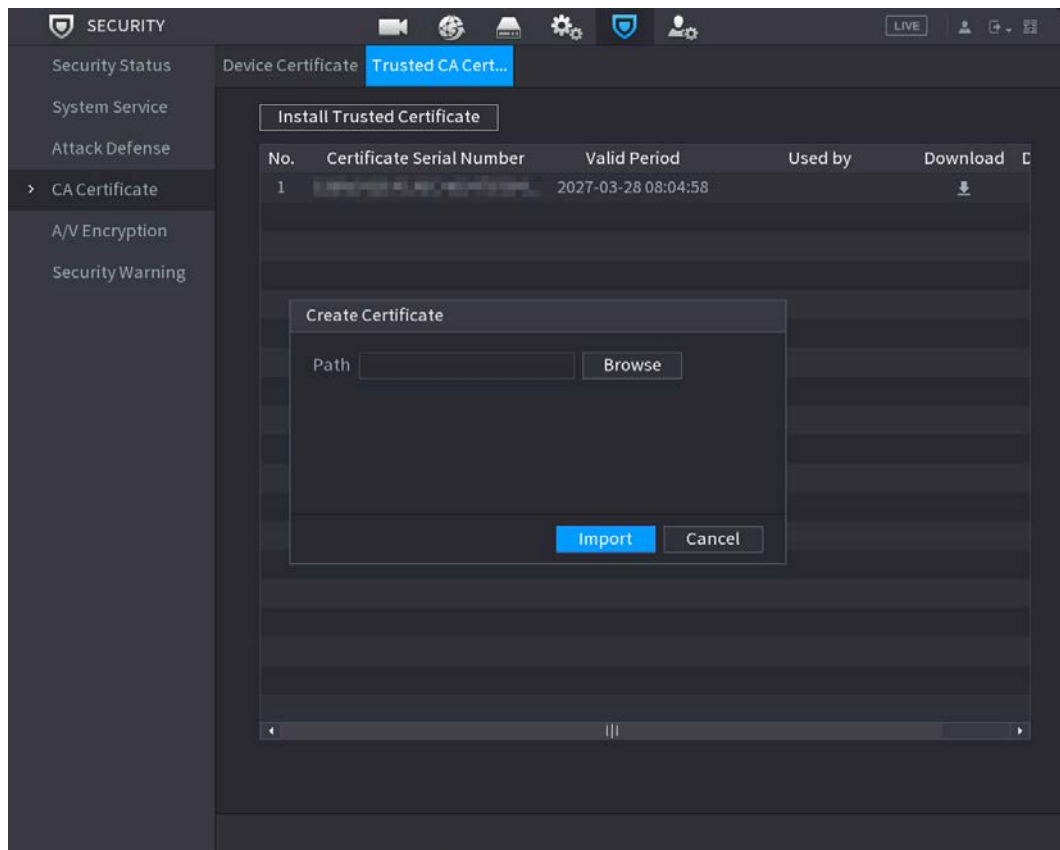 SECURITY
LIVE
Security Status
System Service
Attack Defense
CA Certificate
A/V Encryption
Security Warning
Device Certificate Trusted CA Cert...
Install Trusted Certificate
No. Certificate Serial Number Valid Period Used by Download D
1 2027-03-28 08:04:58
Create Certificate
Path Browse
Import Cancel